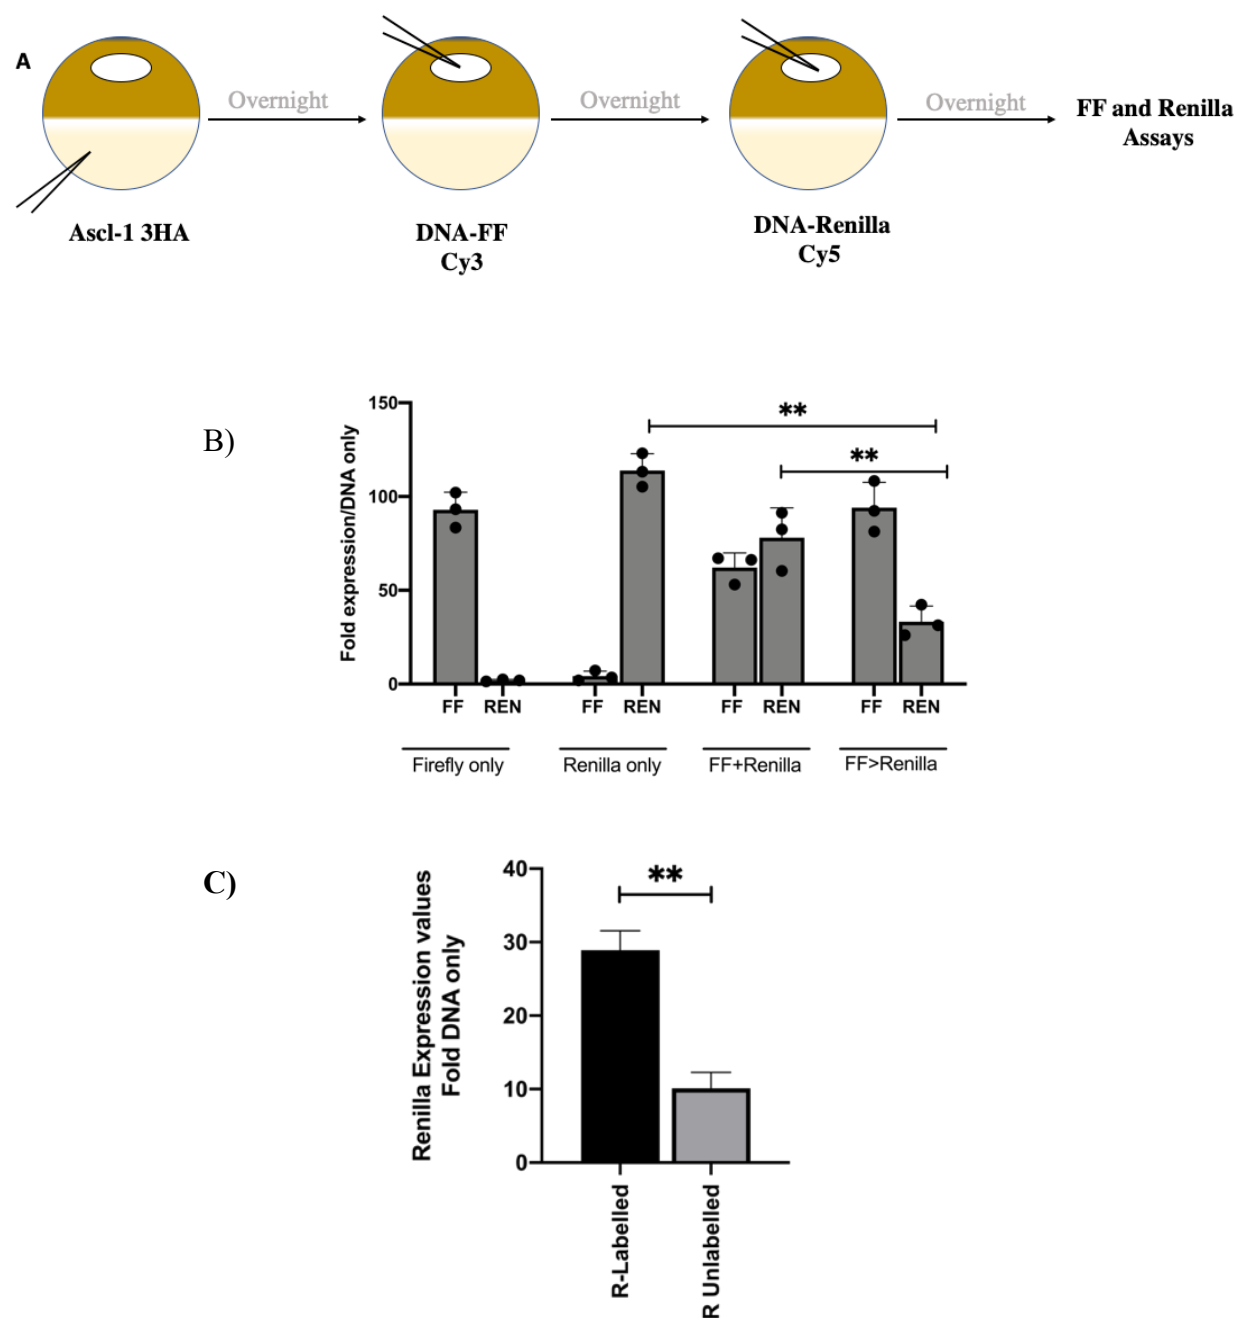 A
Overnight
Overnight
Overnight
FF and Renilla
Assays
Ascl-1 3HA
DNA-FF
Cy3
DNA-Renilla
Cy5
B)
Fold expression/DNA only
150
100
50
0
**
**
FF REN FF REN FF REN FF REN
Firefly only Renilla only FF+Renilla FF>Renilla
C)
Renilla Expression values
Fold DNA only
40
30
20
10
0
**
R-Labelled
R Unlabelled